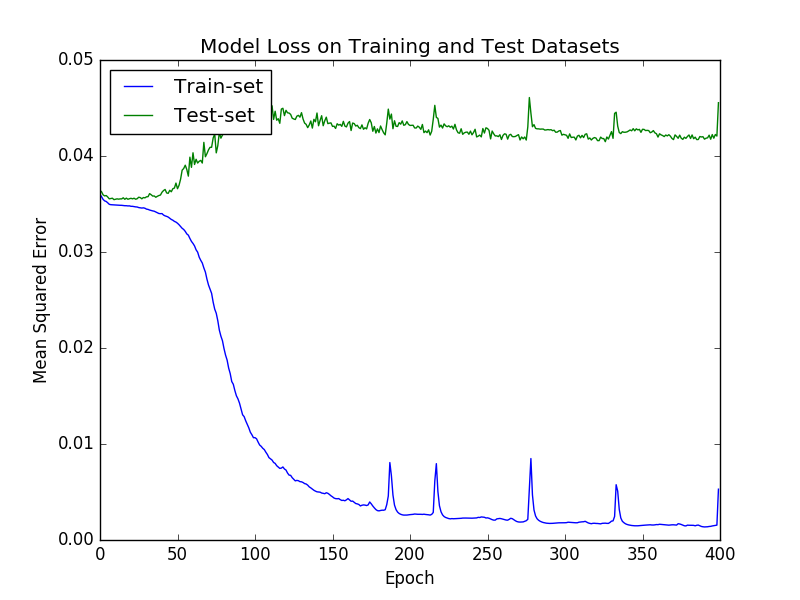 Model Loss on Training and Test Datasets
Train-set
Test-set
0.05
0.04
0.03
0.02
0.01
0.00
Mean Squared Error
0 50 100 150 200 250 300 350 400
Epoch